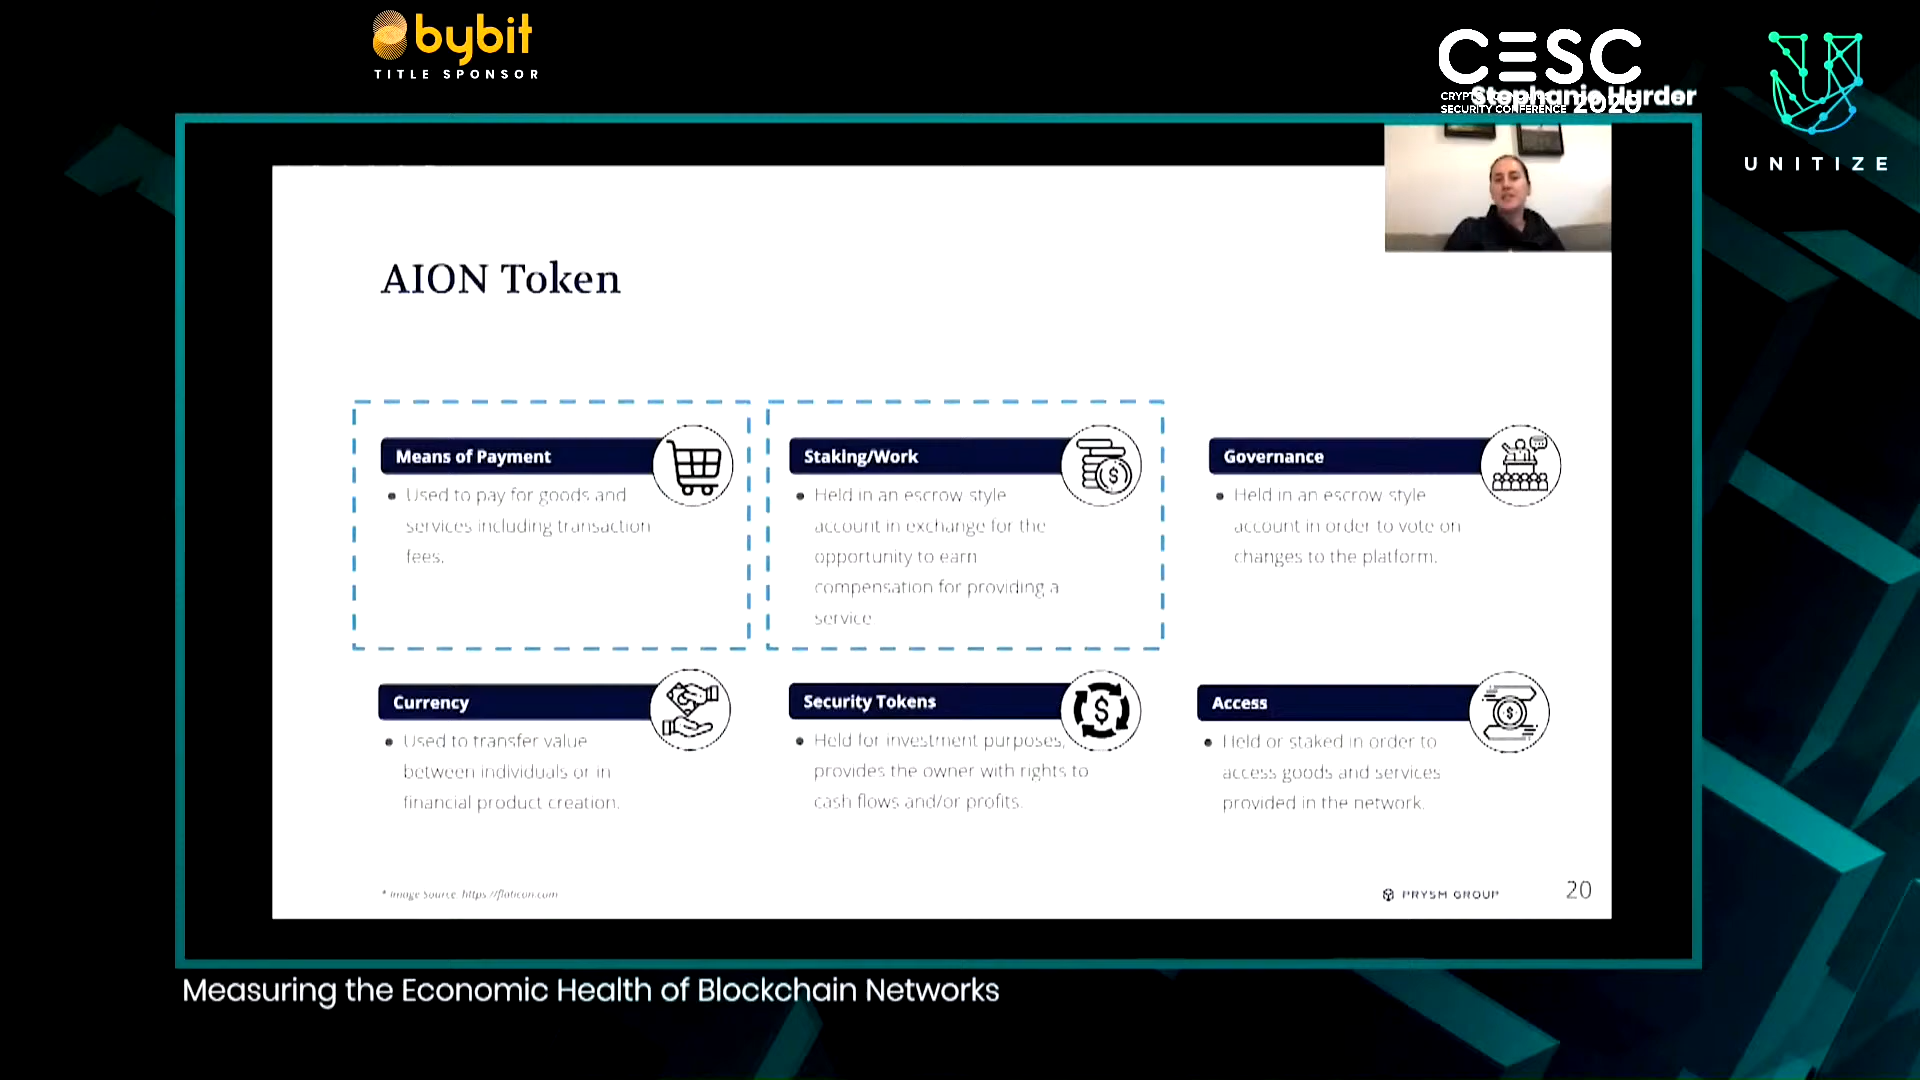 bybit
TITLE SPONSOR
CESC
SECURITY CONFERENCE 2020
Stephanie Hurder
UNITIZE
AION Token
Means of Payment
Used to pay for goods and
services including transaction
fees.
Staking/Work
Held in an escrow style
account in exchange for the
opportunity to earn
compensation for providing a
service
Governance
Held in an escrow style
account in order to vote on
changes to the platform.
Currency
Used to transfer value
between individuals or in
financial product creation.
Security Tokens
Held for investment purposes,
provides the owner with rights to
cash flows and/or profits.
Access
Held or staked in order to
access goods and services
provided in the network.
* Image Source: https://flaticon.com
PRYSM GROUP
20
Measuring the Economic Health of Blockchain Networks